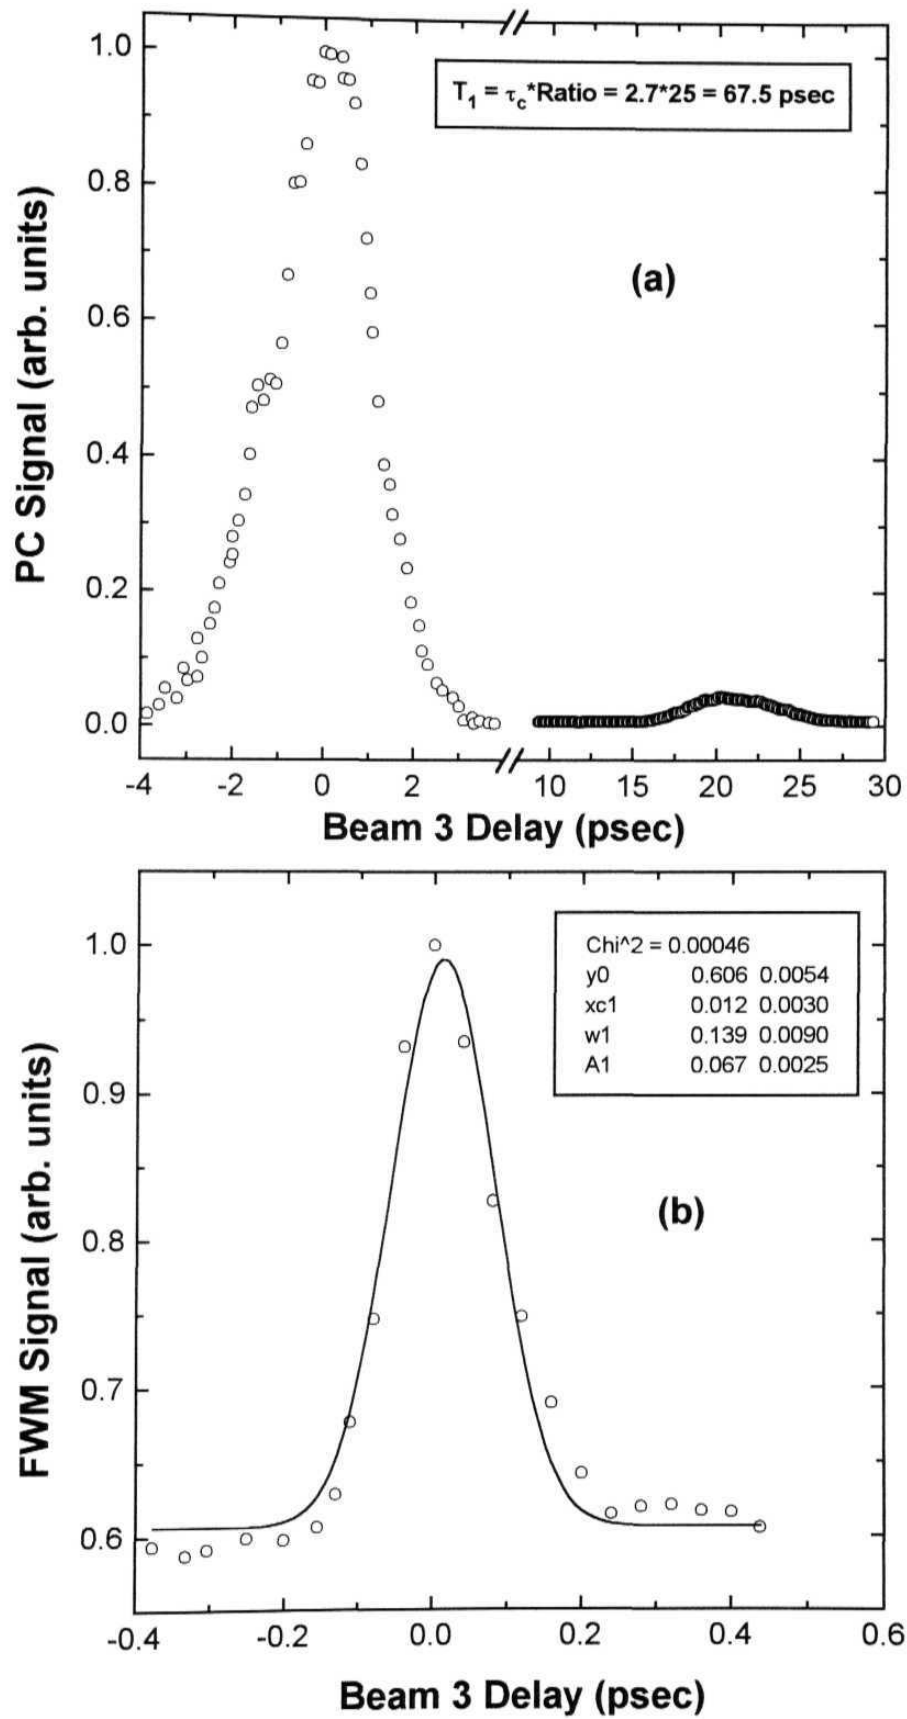 1.0
0.8
0.6
0.4
0.2
0.0
PC Signal (arb. units)
T1 = τc*Ratio = 2.7*25 = 67.5 psec
(a)
-4 -2 0 2 10 15 20 25 30
Beam 3 Delay (psec)
1.0
0.9
0.8
0.7
0.6
FWM Signal (arb. units)
Chi^2 = 0.00046
y0 0.606 0.0054
xc1 0.012 0.0030
w1 0.139 0.0090
A1 0.067 0.0025
(b)
-0.4 -0.2 0.0 0.2 0.4 0.6
Beam 3 Delay (psec)